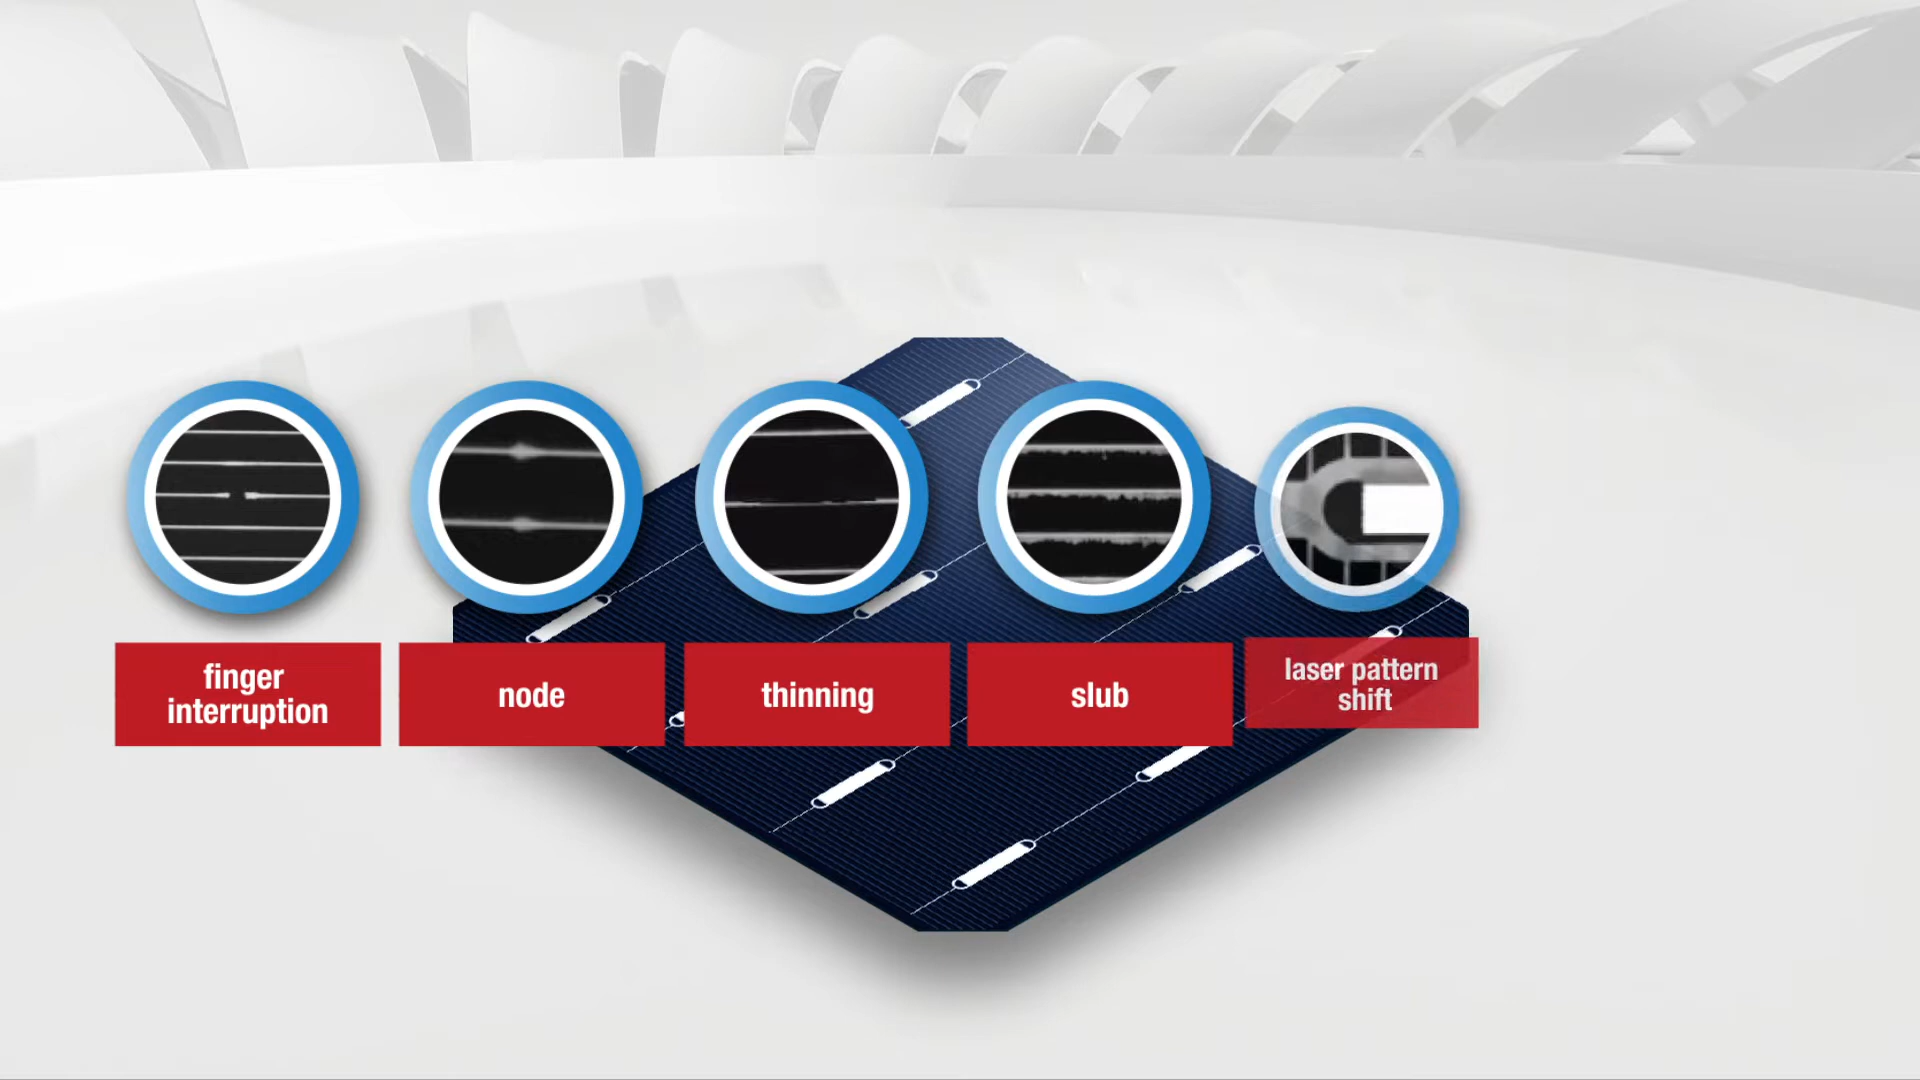 finger
interruption
node
thinning
slub
laser pattern
shift